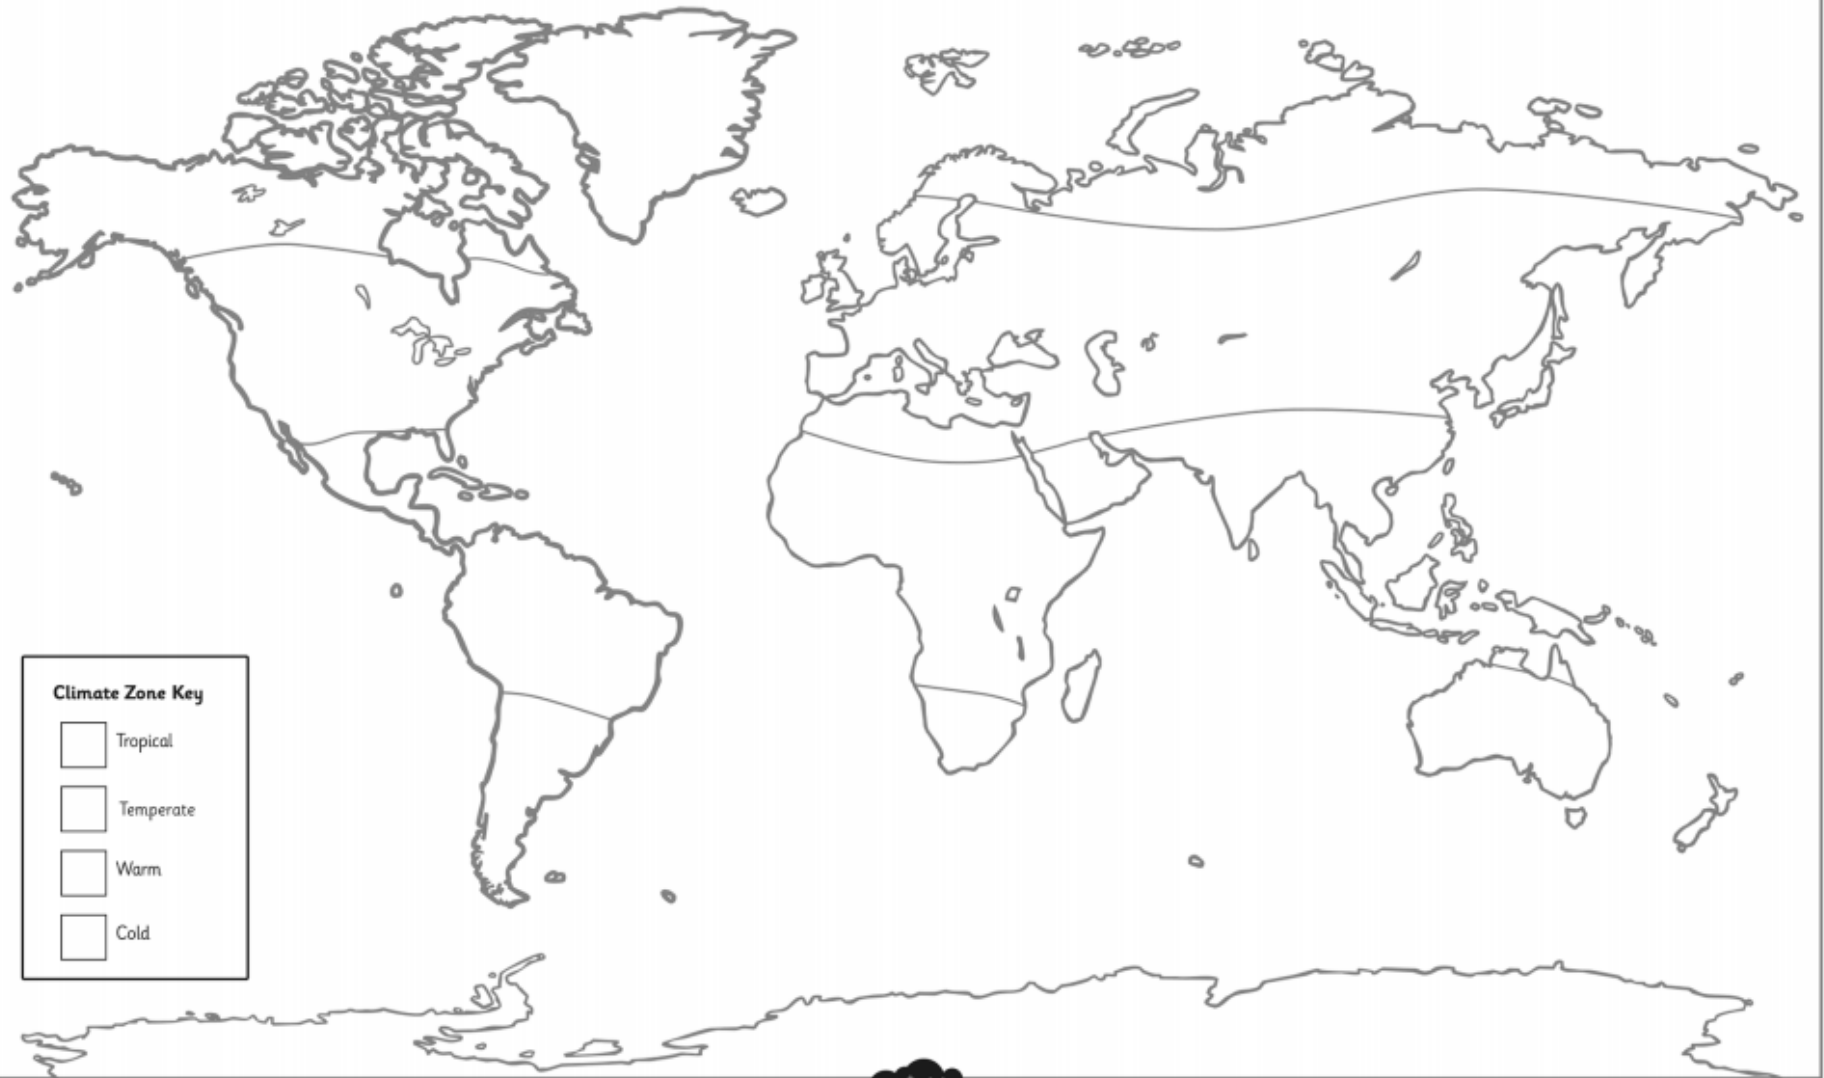 Climate Zone Key
Tropical
Temperate
Warm
Cold